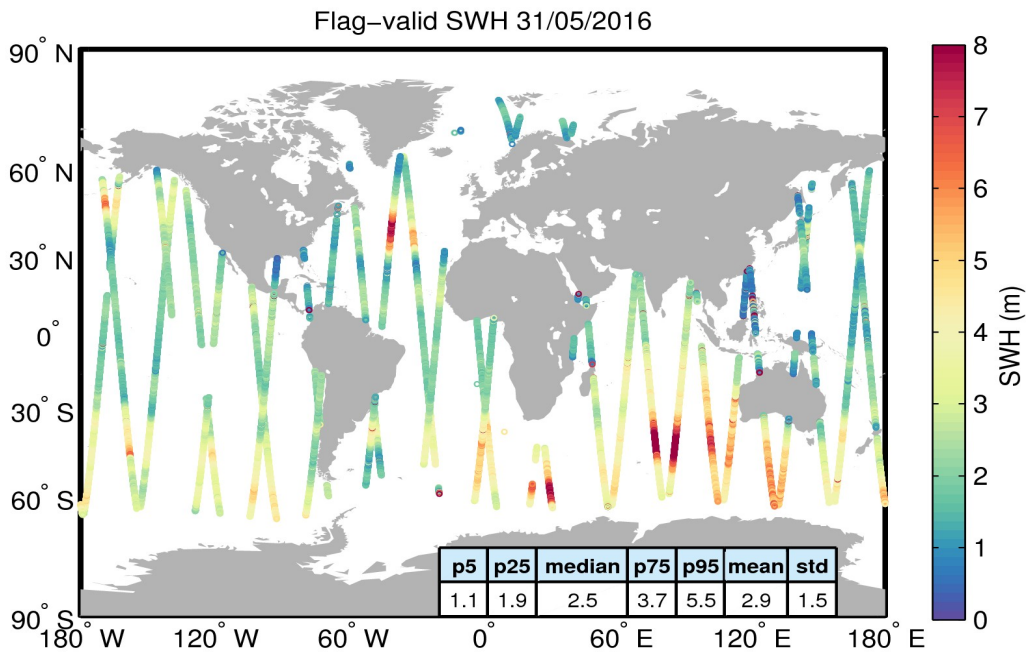 Flag−valid SWH 31/05/2016
90° N
60° N
30° N
0°
30° S
60° S
90° S
180° W
120° W
60° W
0°
60° E
120° E
180° E
p5 p25 median p75 p95 mean std
1.1 1.9 2.5 3.7 5.5 2.9 1.5
8
7
6
5
4
3
2
1
0
SWH (m)